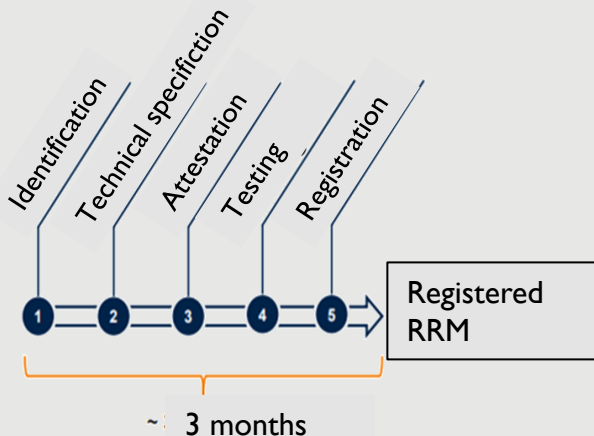 Identification
Technical specifiction
Attestation
Testing
Registration
1 2 3 4 5
Registered
RRM
~ 3 months